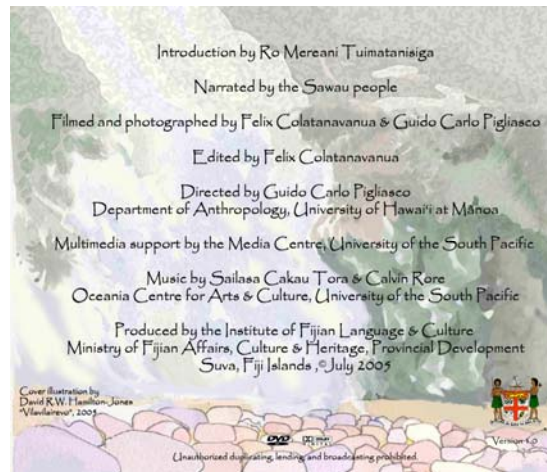 Introduction by Ro Mereani Tuimatanisiga
Narrated by the Sawau people
Filmed and photographed by Felix Colatanavanua & Guido Carlo Pigliasco
Edited by Felix Colatanavanua
Directed by Guido Carlo Pigliasco
Department of Anthropology, University of Hawai'i at Mānoa
Multimedia support by the Media Centre, University of the South Pacific
Music by Sailasa Cakau Tora & Calvin Rore
Oceania Centre for Arts & Culture, University of the South Pacific
Produced by the Institute of Fijian Language & Culture
Ministry of Fijian Affairs, Culture & Heritage, Provincial Development
Suva, Fiji Islands ,© July 2005
Cover illustration by
David R.W. Hamilton-Jones
"Vilavilairevo", 2005
Version 1.0
DVD
Unauthorized duplicating, lending, and broadcasting prohibited.